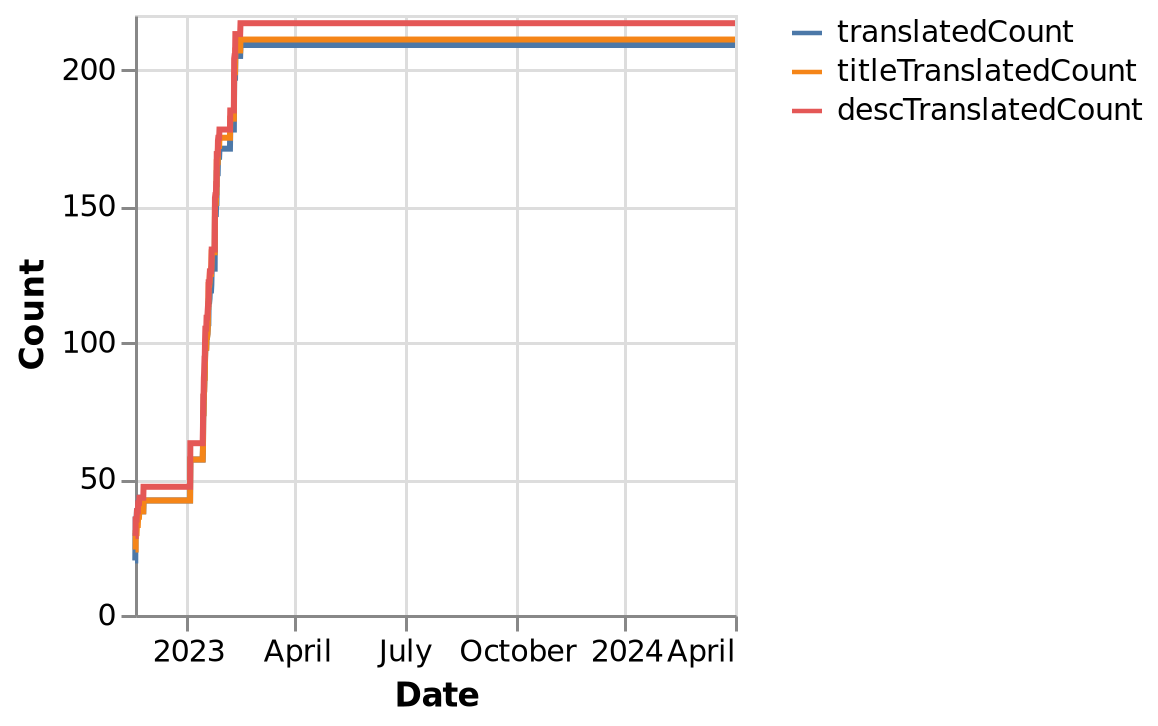 translatedCount
titleTranslatedCount
descTranslatedCount
200
150
100
50
0
Count
2023 April July October 2024 April
Date